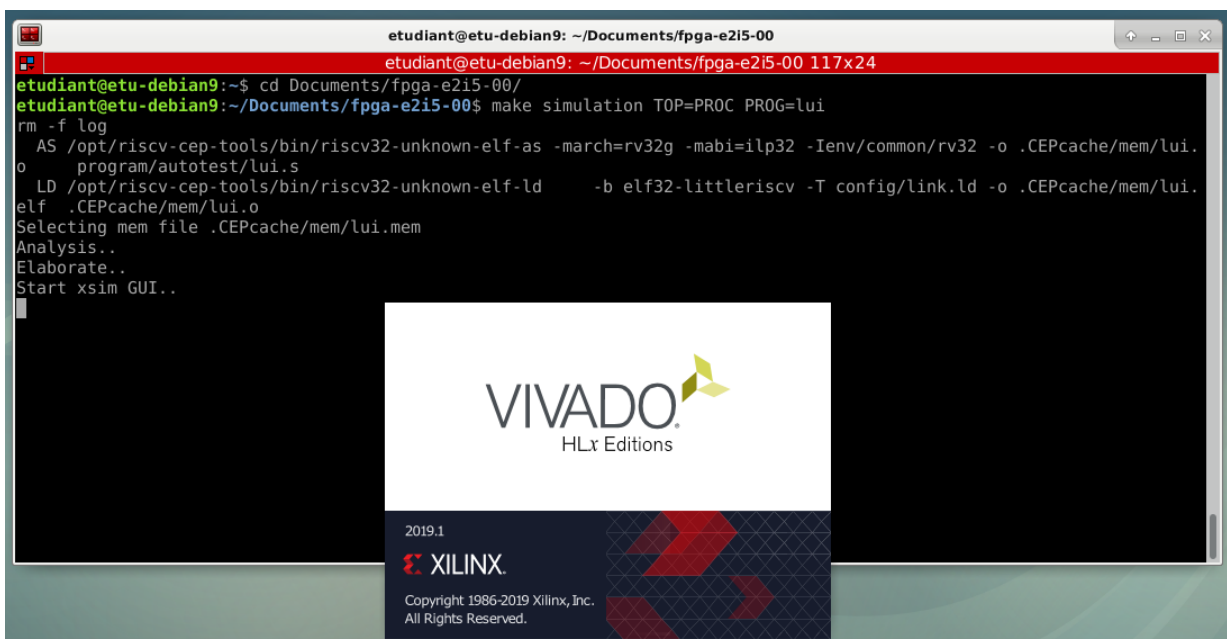 etudiant@etu-debian9: ~/Documents/fpga-e2i5-00
etudiant@etu-debian9: ~/Documents/fpga-e2i5-00 117x24
etudiant@etu-debian9:~$ cd Documents/fpga-e2i5-00/
etudiant@etu-debian9:~/Documents/fpga-e2i5-00$ make simulation TOP=PROC PROG=lui
rm -f log
  AS /opt/riscv-cep-tools/bin/riscv32-unknown-elf-as -march=rv32g -mabi=ilp32 -Ienv/common/rv32 -o .CEPcache/mem/lui.
o     program/autotest/lui.s
  LD /opt/riscv-cep-tools/bin/riscv32-unknown-elf-ld     -b elf32-littleriscv -T config/link.ld -o .CEPcache/mem/lui.
elf  .CEPcache/mem/lui.o
Selecting mem file .CEPcache/mem/lui.mem
Analysis..
Elaborate..
Start xsim GUI..
VIVADO.
HLx Editions
2019.1
XILINX.
Copyright 1986-2019 Xilinx, Inc.
All Rights Reserved.